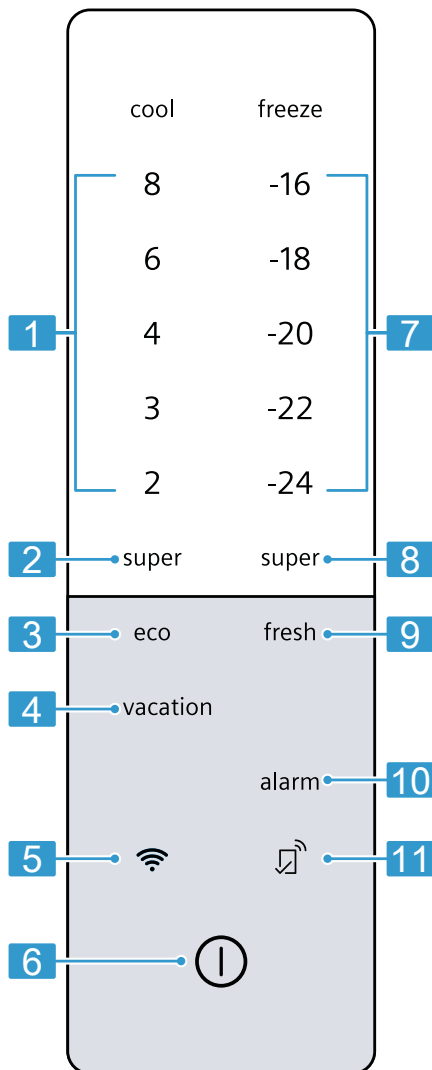 cool freeze
8 -16
6 -18
1 4 -20 7
3 -22
2 -24
2 super super 8
3 eco fresh 9
4 vacation
alarm 10
5 11
6